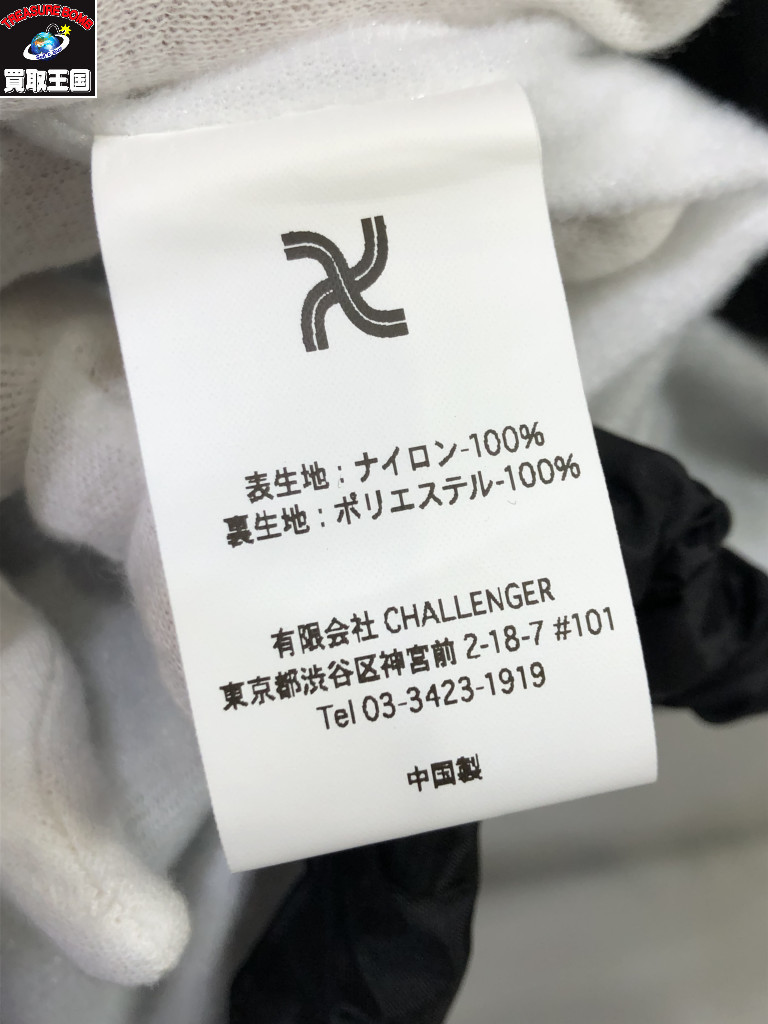 TREASURE BOMB
買取王国
表生地：ナイロン-100%
裏生地：ポリエステル-100%
有限会社 CHALLENGER
東京都渋谷区神宮前 2-18-7 #101
Tel 03-3423-1919
中国製